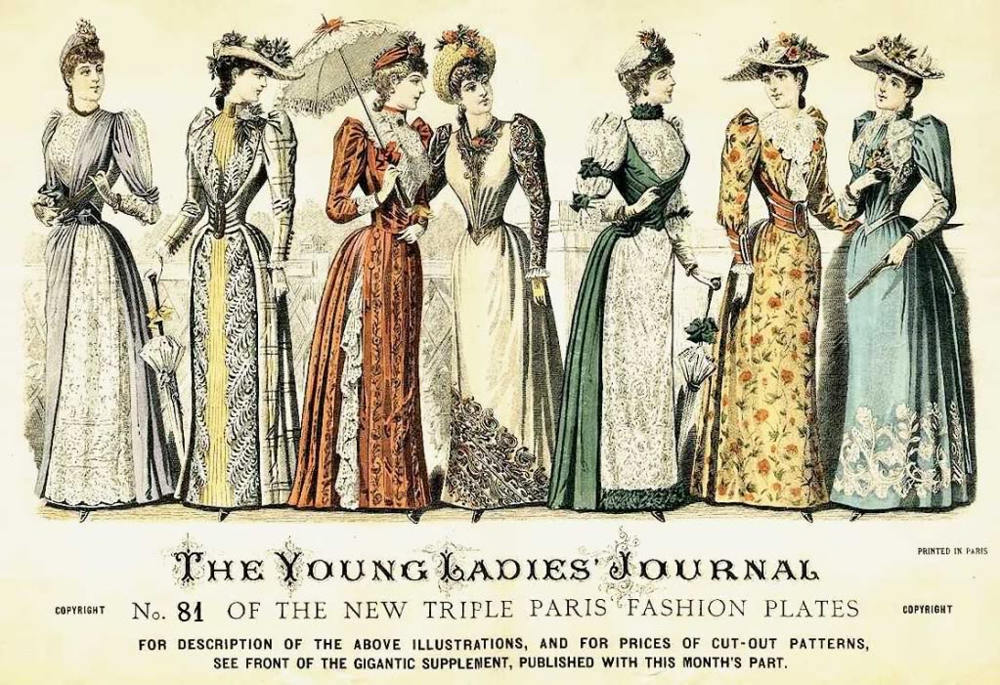 THE YOUNG LADIES' JOURNAL
PRINTED IN PARIS
COPYRIGHT No. 81 OF THE NEW TRIPLE PARIS FASHION PLATES COPYRIGHT
FOR DESCRIPTION OF THE ABOVE ILLUSTRATIONS, AND FOR PRICES OF CUT-OUT PATTERNS,
SEE FRONT OF THE GIGANTIC SUPPLEMENT, PUBLISHED WITH THIS MONTH'S PART.